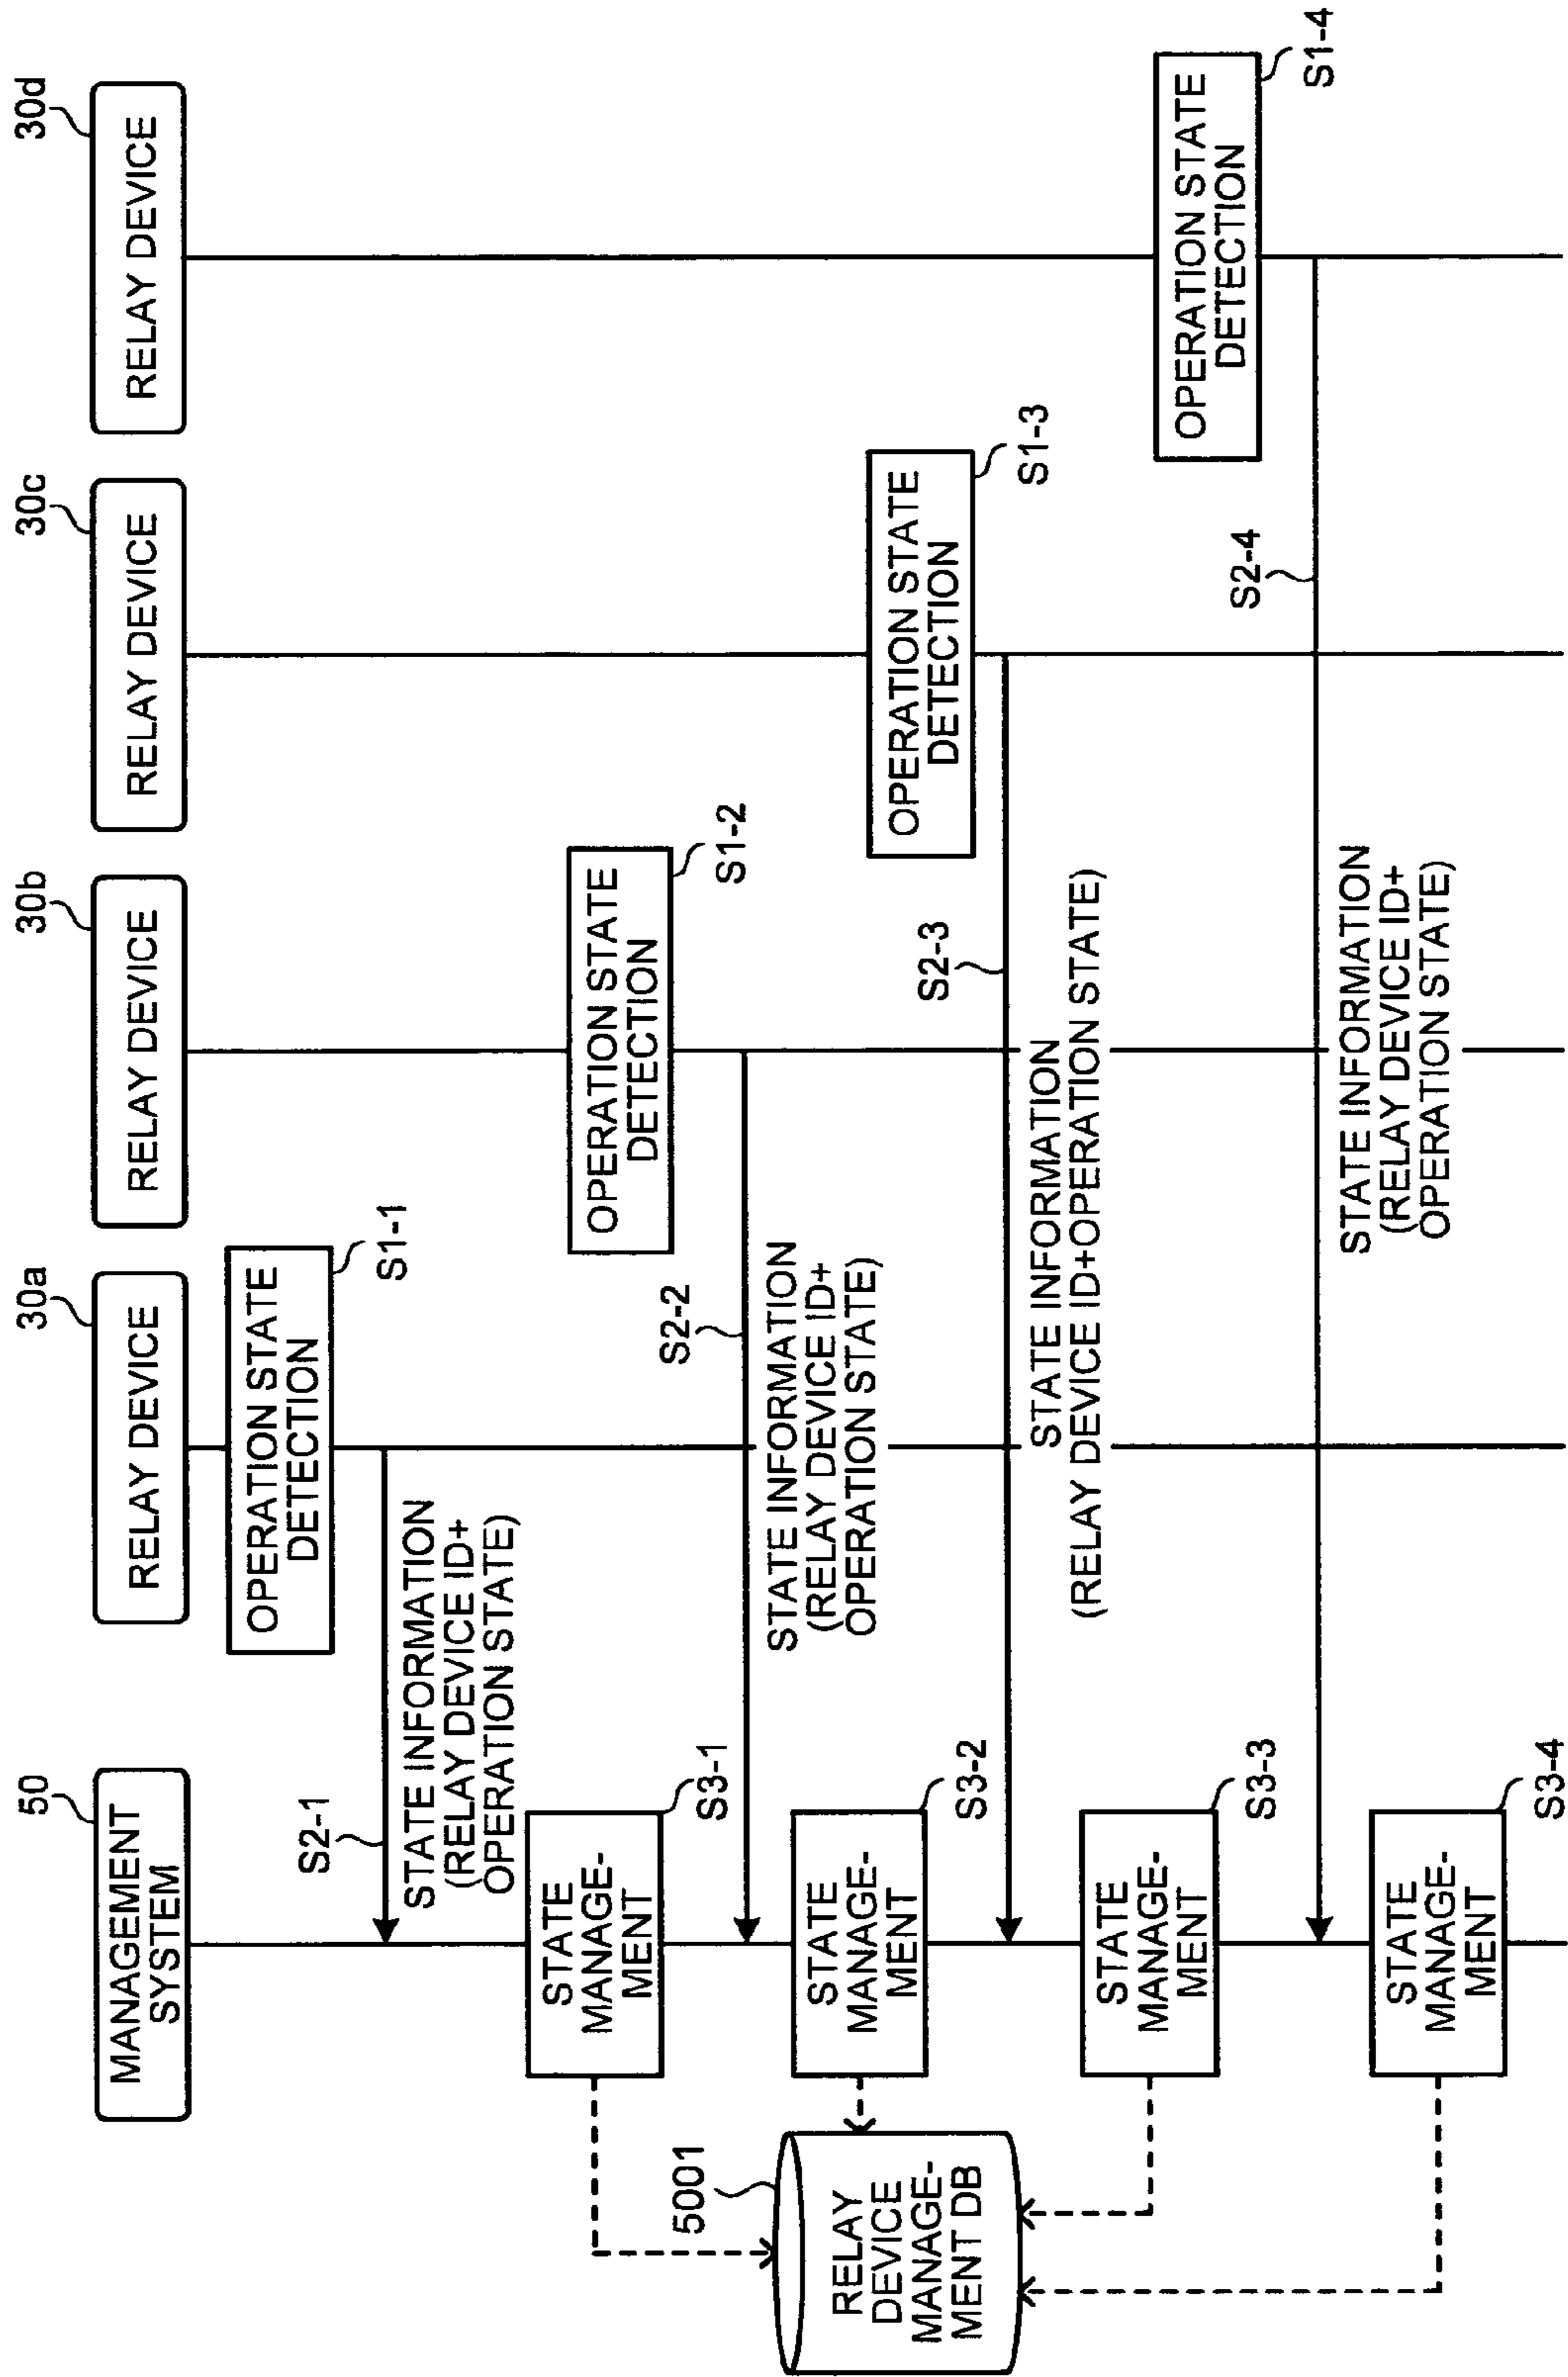 50
MANAGEMENT
SYSTEM
30a
RELAY DEVICE
30b
RELAY DEVICE
30c
RELAY DEVICE
30d
RELAY DEVICE
OPERATION STATE
DETECTION
S1-1
S2-1
STATE INFORMATION
(RELAY DEVICE ID+
OPERATION STATE)
STATE
MANAGE-
MENT
S3-1
OPERATION STATE
DETECTION
S1-2
S2-2
STATE INFORMATION
(RELAY DEVICE ID+
OPERATION STATE)
5001
RELAY
DEVICE
MANAGE-
MENT DB
STATE
MANAGE-
MENT
S3-2
OPERATION STATE
DETECTION
S1-3
S2-3
STATE INFORMATION
(RELAY DEVICE ID+OPERATION STATE)
STATE
MANAGE-
MENT
S3-3
OPERATION STATE
DETECTION
S1-4
S2-4
STATE INFORMATION
(RELAY DEVICE ID+
OPERATION STATE)
STATE
MANAGE-
MENT
S3-4